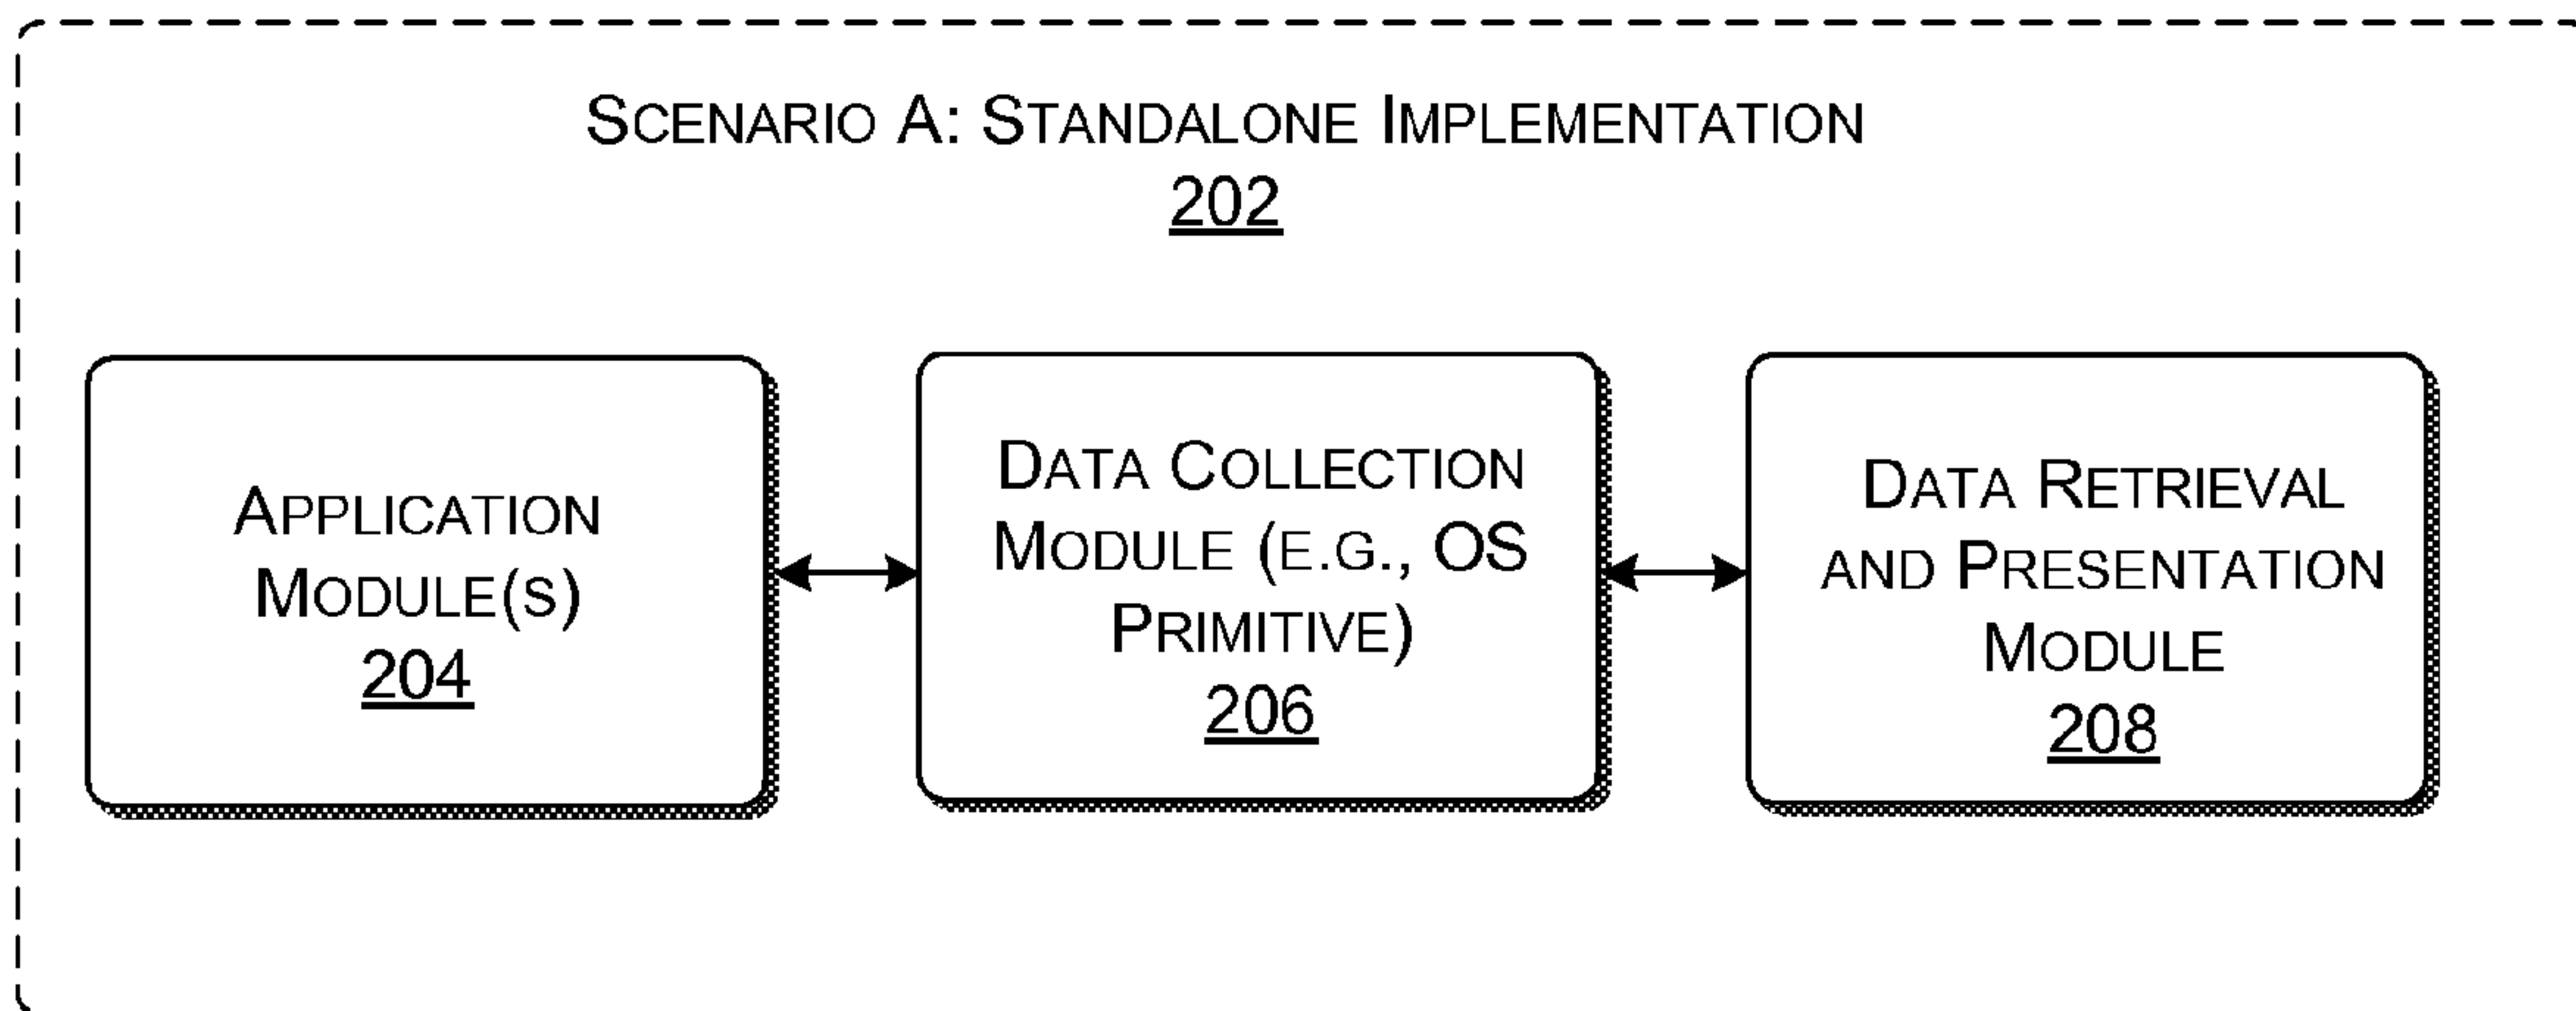 SCENARIO A: STANDALONE IMPLEMENTATION
202
APPLICATION
MODULE(S)
204
DATA COLLECTION
MODULE (E.G., OS
PRIMITIVE)
206
DATA RETRIEVAL
AND PRESENTATION
MODULE
208